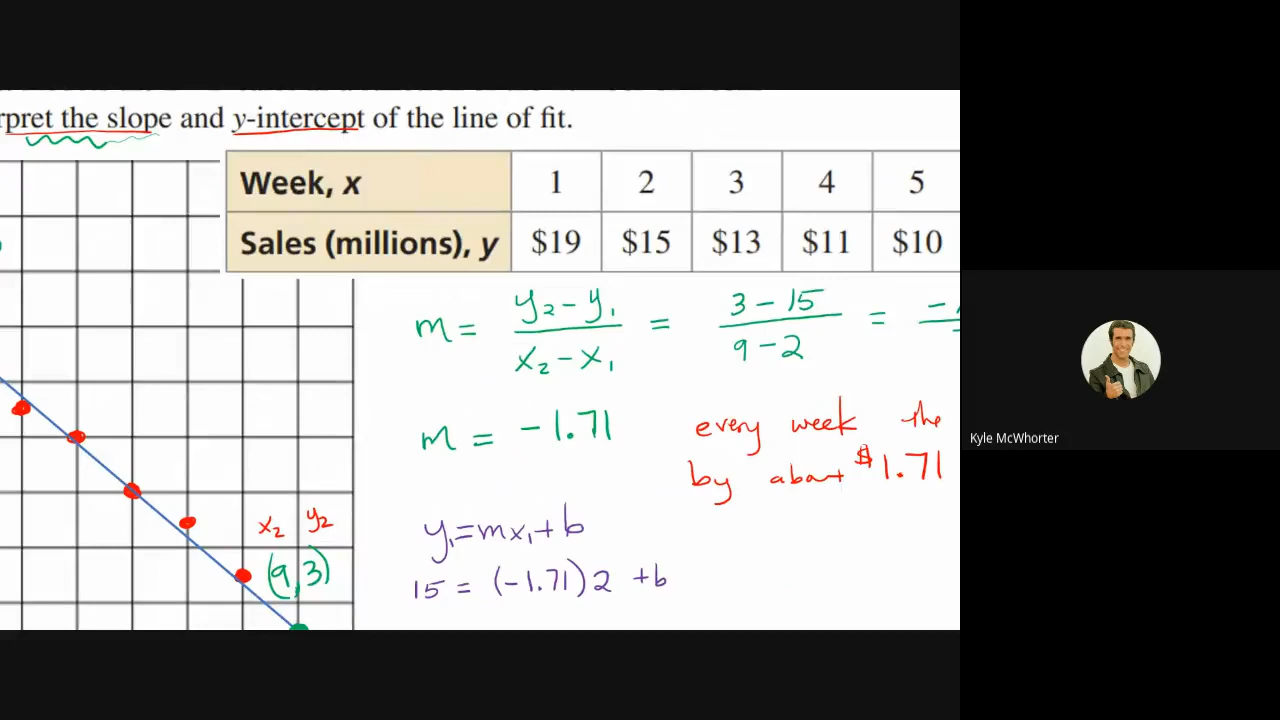 pret the slope and y-intercept of the line of fit.
Week, x 1 2 3 4 5
Sales (millions), y $19 $15 $13 $11 $10
m = y₂ - y₁ / x₂ - x₁ = 3 - 15 / 9 - 2 =
m = -1.71
every week the
by about $1.71
y₁ = mx₁ + b
15 = (-1.71)2 + b
x₂ y₂
(9, 3)
Kyle McWhorter